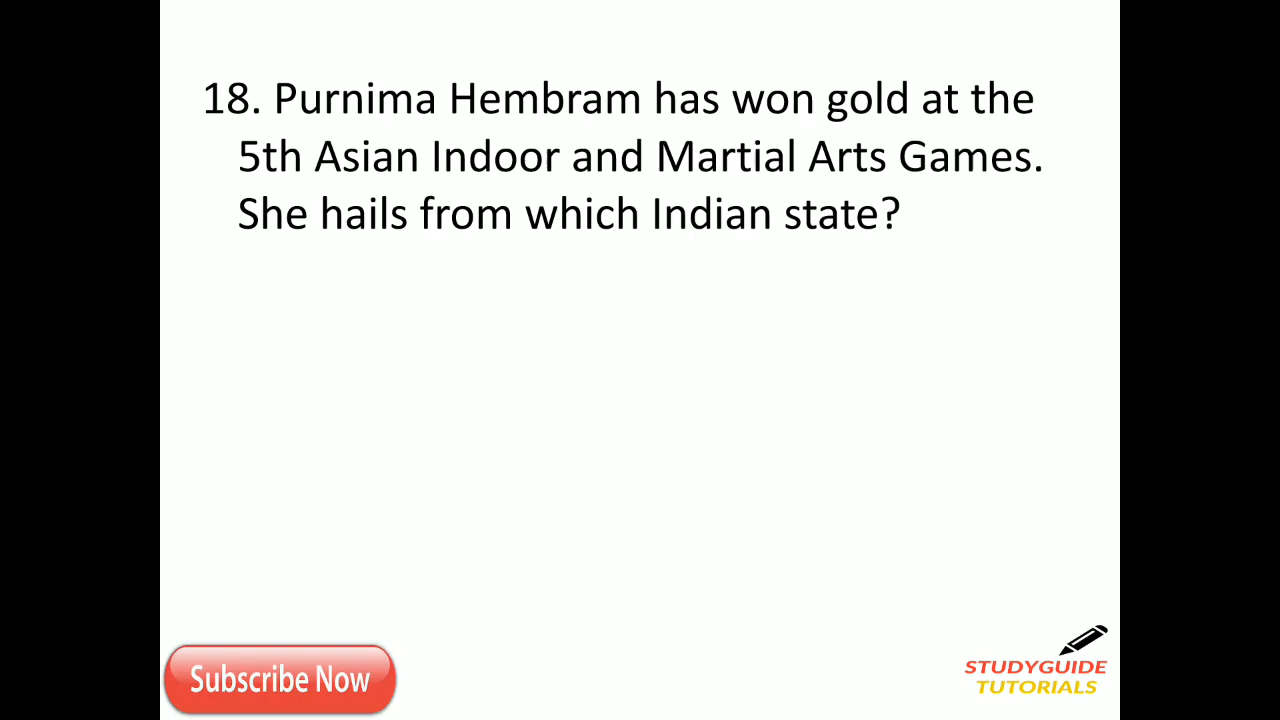 18. Purnima Hembram has won gold at the
5th Asian Indoor and Martial Arts Games.
She hails from which Indian state?
Subscribe Now
STUDYGUIDE
TUTORIALS